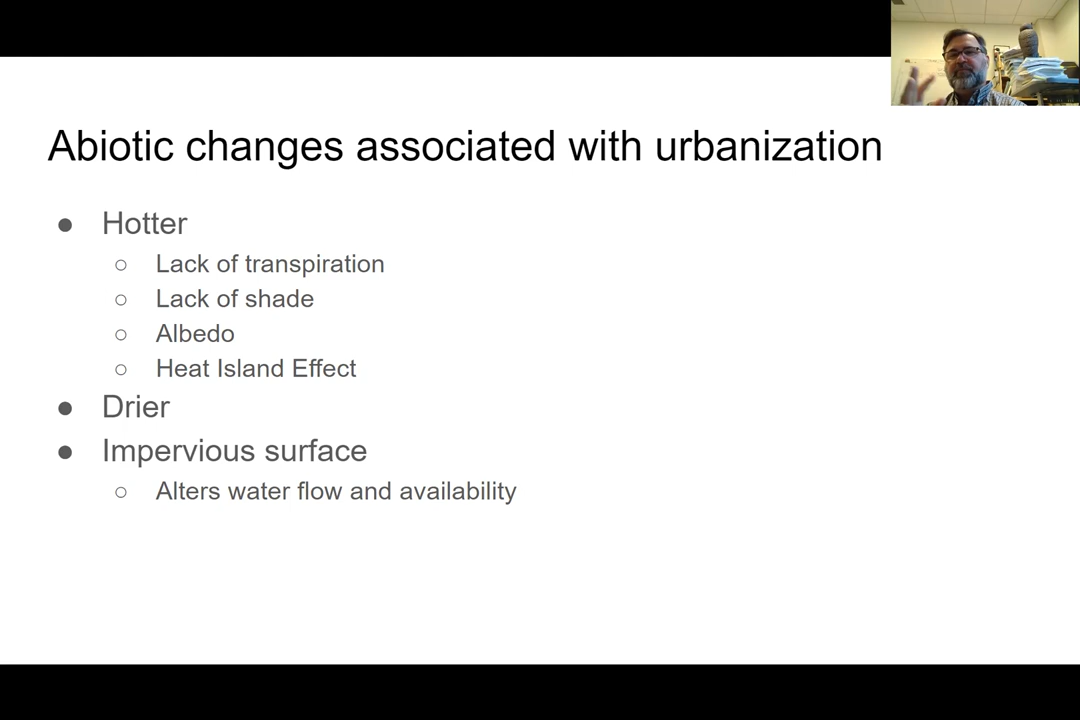 Abiotic changes associated with urbanization
● Hotter
○ Lack of transpiration
○ Lack of shade
○ Albedo
○ Heat Island Effect
● Drier
● Impervious surface
○ Alters water flow and availability